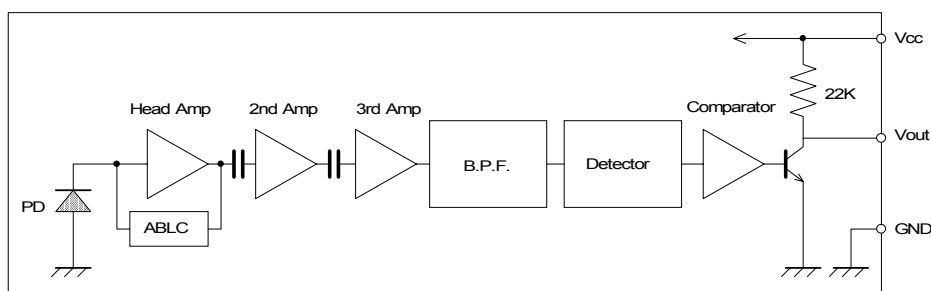 Vcc
22K
Head Amp
2nd Amp
3rd Amp
Comparator
Vout
B.P.F.
Detector
PD
ABLC
GND